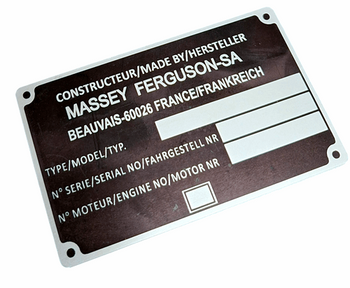 CONSTRUCTEUR/MADE BY/HERSTELLER
MASSEY FERGUSON-SA
BEAUVAIS-60026 FRANCE/FRANKREICH
TYPE/MODEL/TYP.
N° SERIE/SERIAL NO/FAHRGESTELL NR
N° MOTEUR/ENGINE NO/MOTOR NR